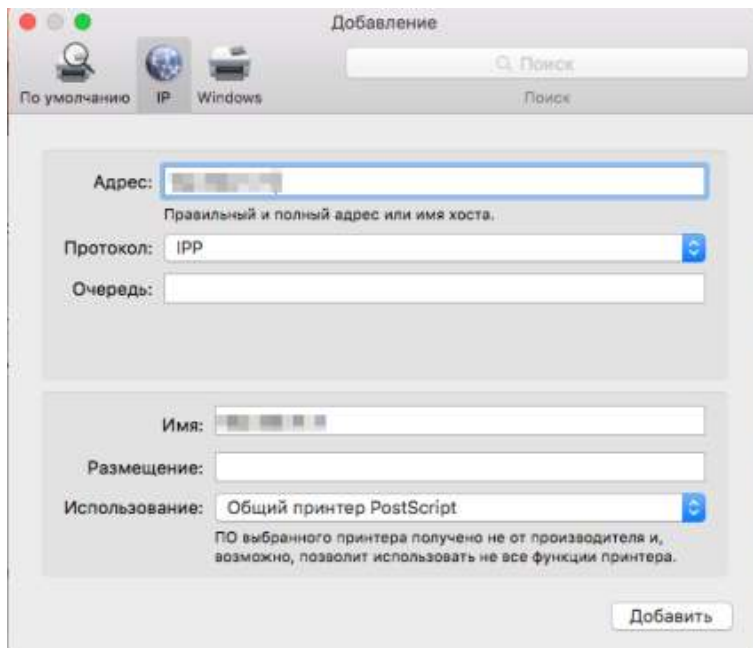 Добавление
По умолчанию IP Windows
Поиск
Поиск
Адрес:
Правильный и полный адрес или имя хоста.
Протокол: IPP
Очередь:
Имя:
Размещение:
Использование: Общий принтер PostScript
ПО выбранного принтера получено не от производителя и,
возможно, позволит использовать не все функции принтера.
Добавить